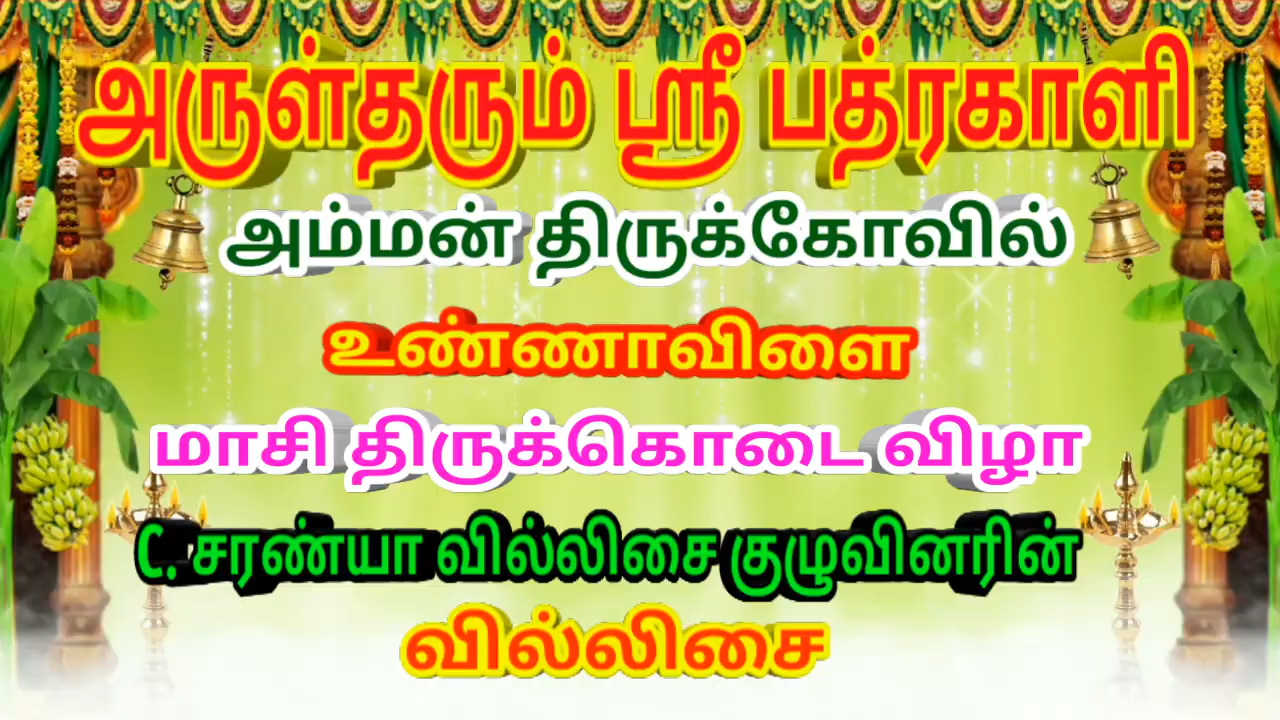 அருள்தரும் ஸ்ரீ பத்ரகாளி
அம்மன் திருக்கோவில்
உண்ணாவிளை
மாசி திருக்கொடை விழா
C. சரண்யா வில்லிசை குழுவினரின்
வில்லிசை